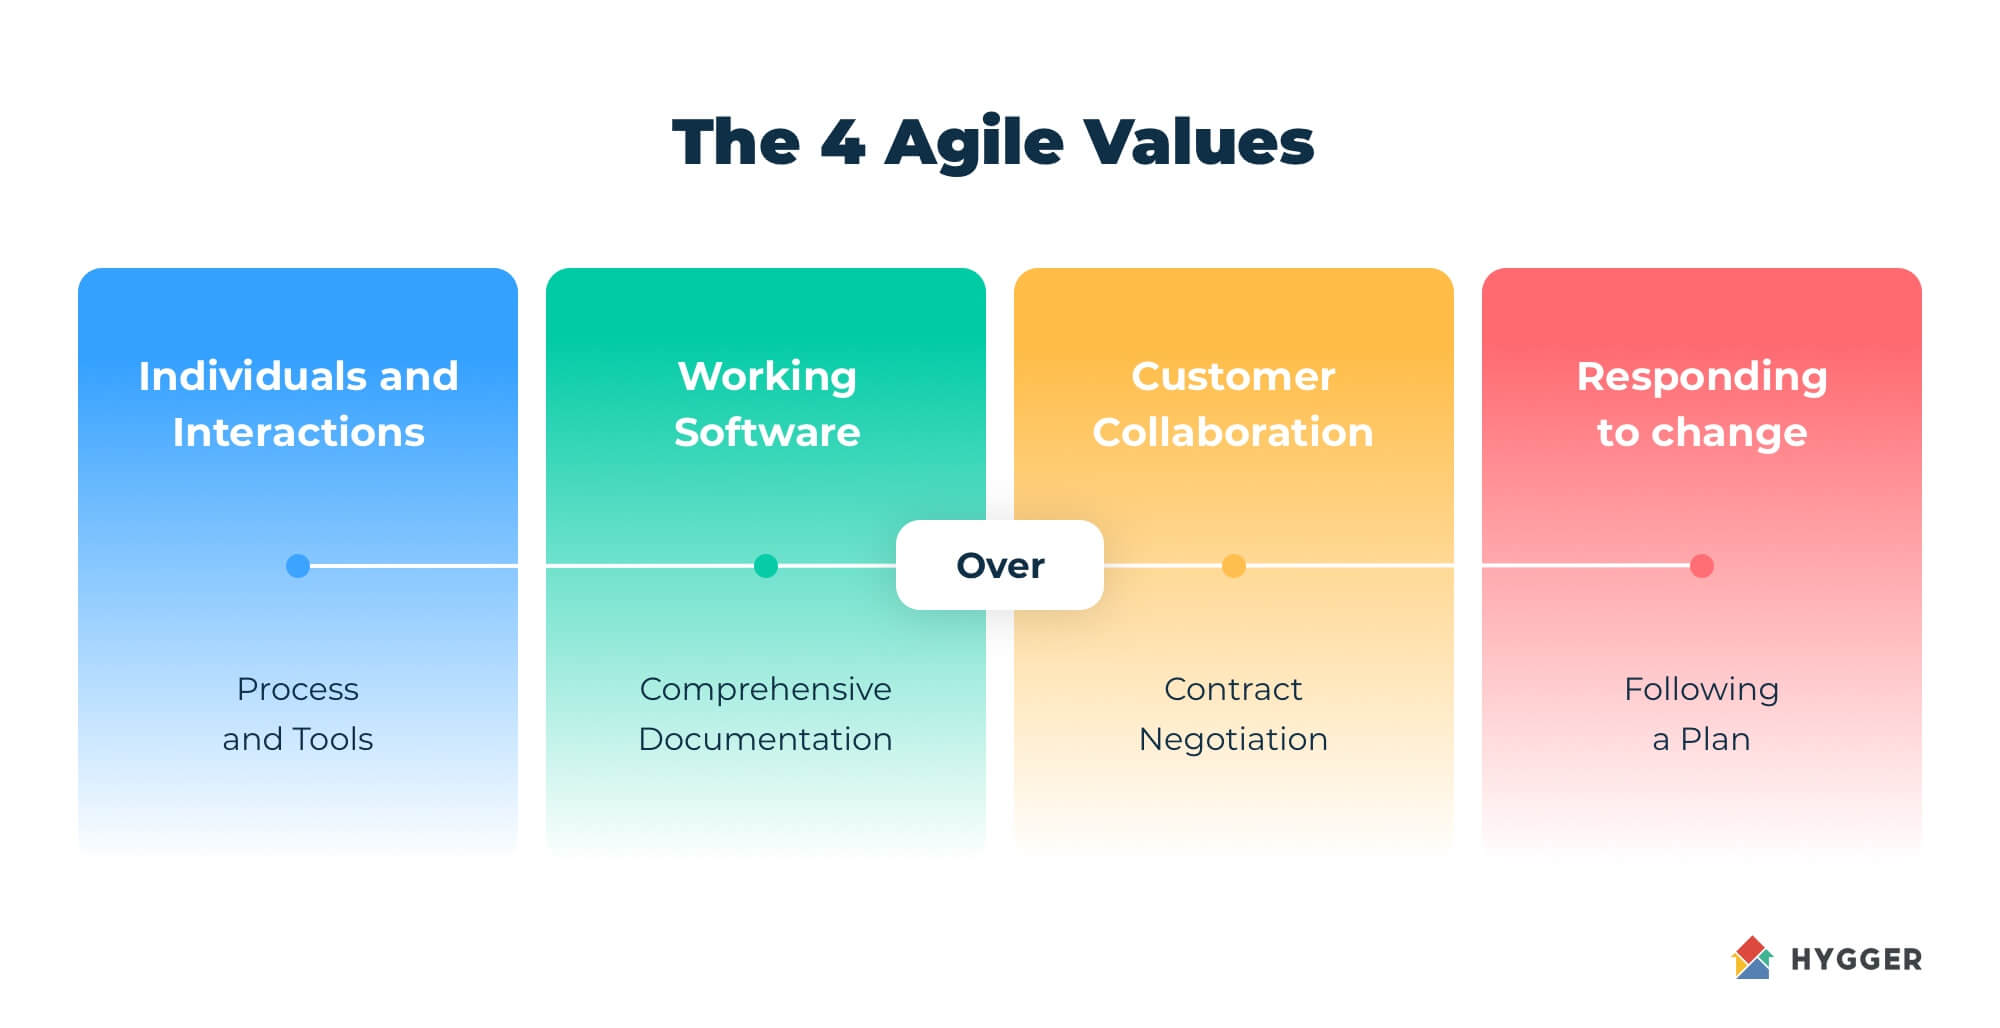 The 4 Agile Values
Individuals and
Interactions
Working
Software
Customer
Collaboration
Responding
to change
Over
Process
and Tools
Comprehensive
Documentation
Contract
Negotiation
Following
a Plan
HYGGER